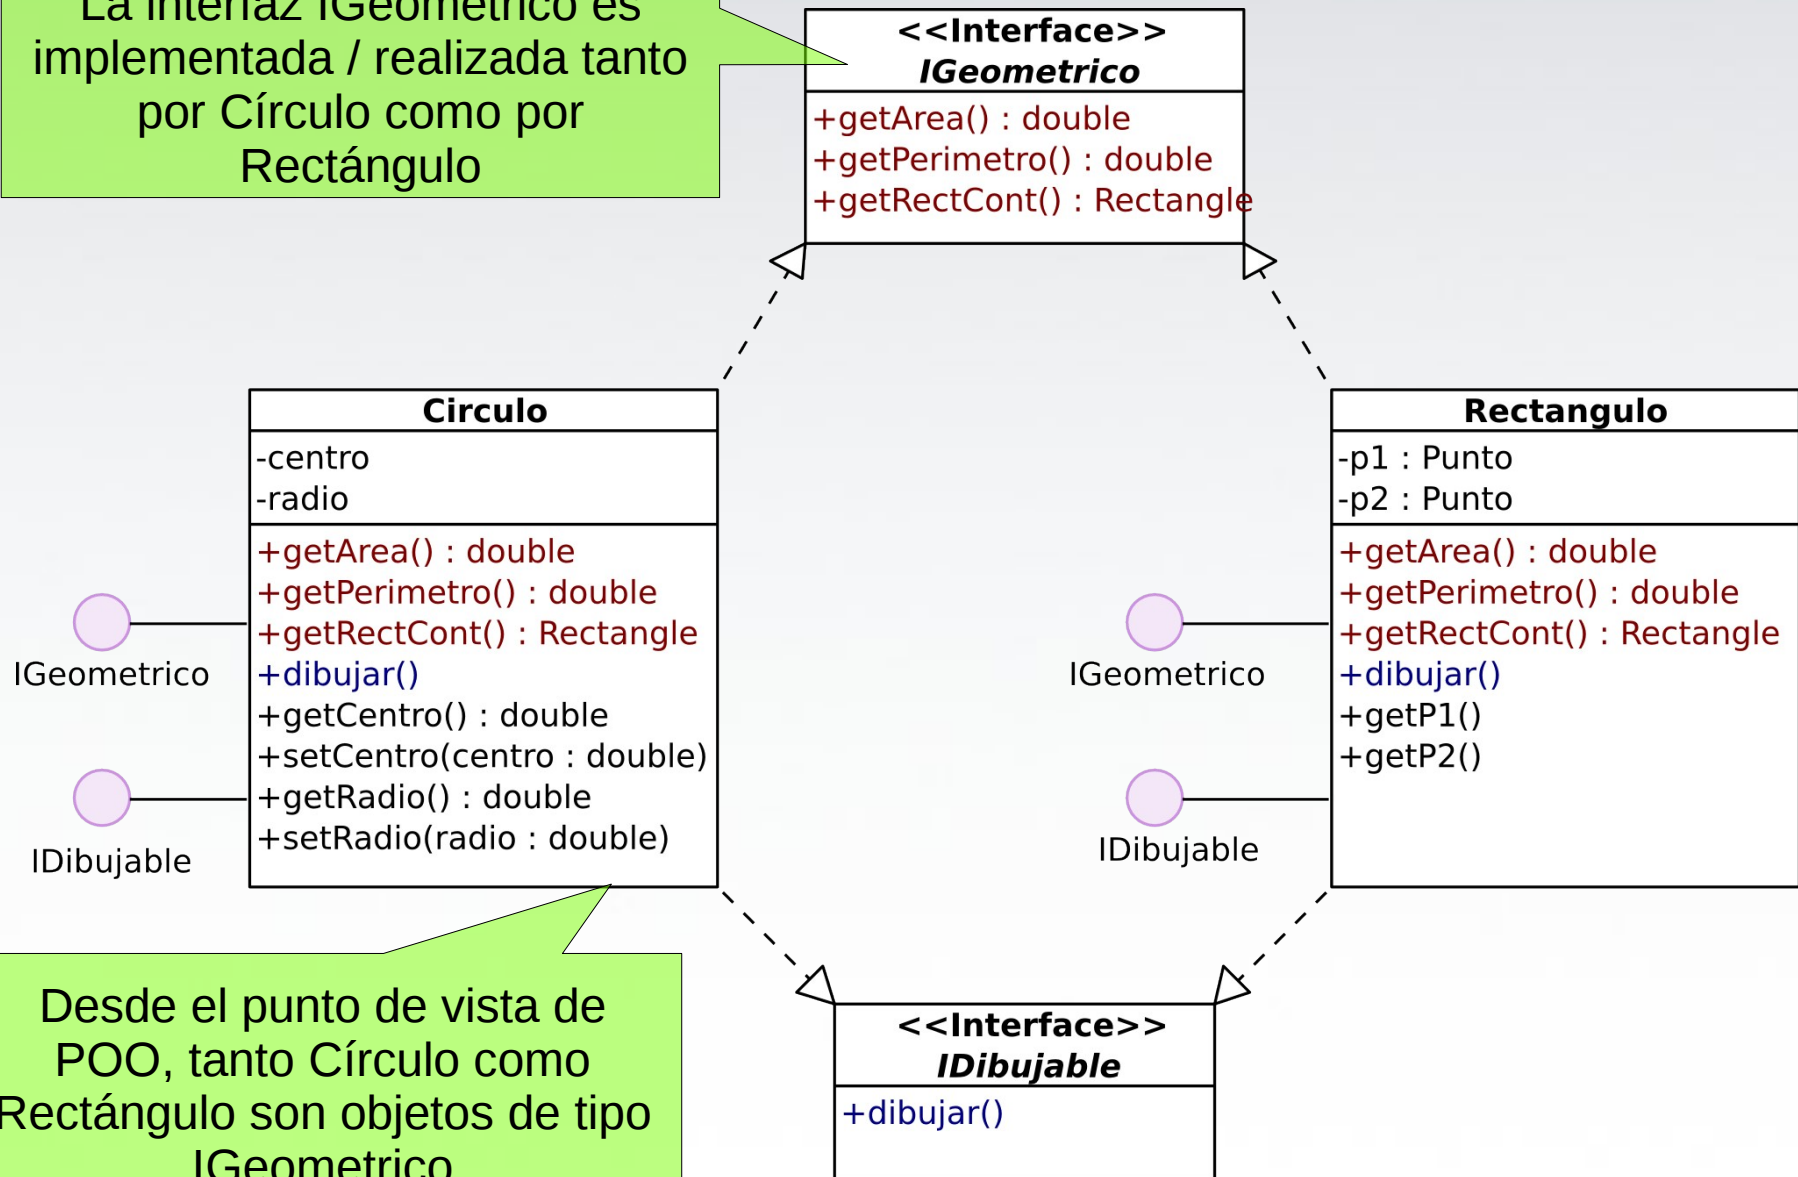 La interfaz IGeometrico es
implementada / realizada tanto
por Círculo como por
Rectángulo
<<Interface>>
IGeometrico
+getArea() : double
+getPerimetro() : double
+getRectCont() : Rectangle
Circulo
-centro
-radio
+getArea() : double
+getPerimetro() : double
+getRectCont() : Rectangle
+dibujar()
+getCentro() : double
+setCentro(centro : double)
+getRadio() : double
+setRadio(radio : double)
IGeometrico
IDibujable
Rectangulo
-p1 : Punto
-p2 : Punto
+getArea() : double
+getPerimetro() : double
+getRectCont() : Rectangle
+dibujar()
+getP1()
+getP2()
IGeometrico
IDibujable
Desde el punto de vista de
POO, tanto Círculo como
Rectángulo son objetos de tipo
IGeometrico
<<Interface>>
IDibujable
+dibujar()